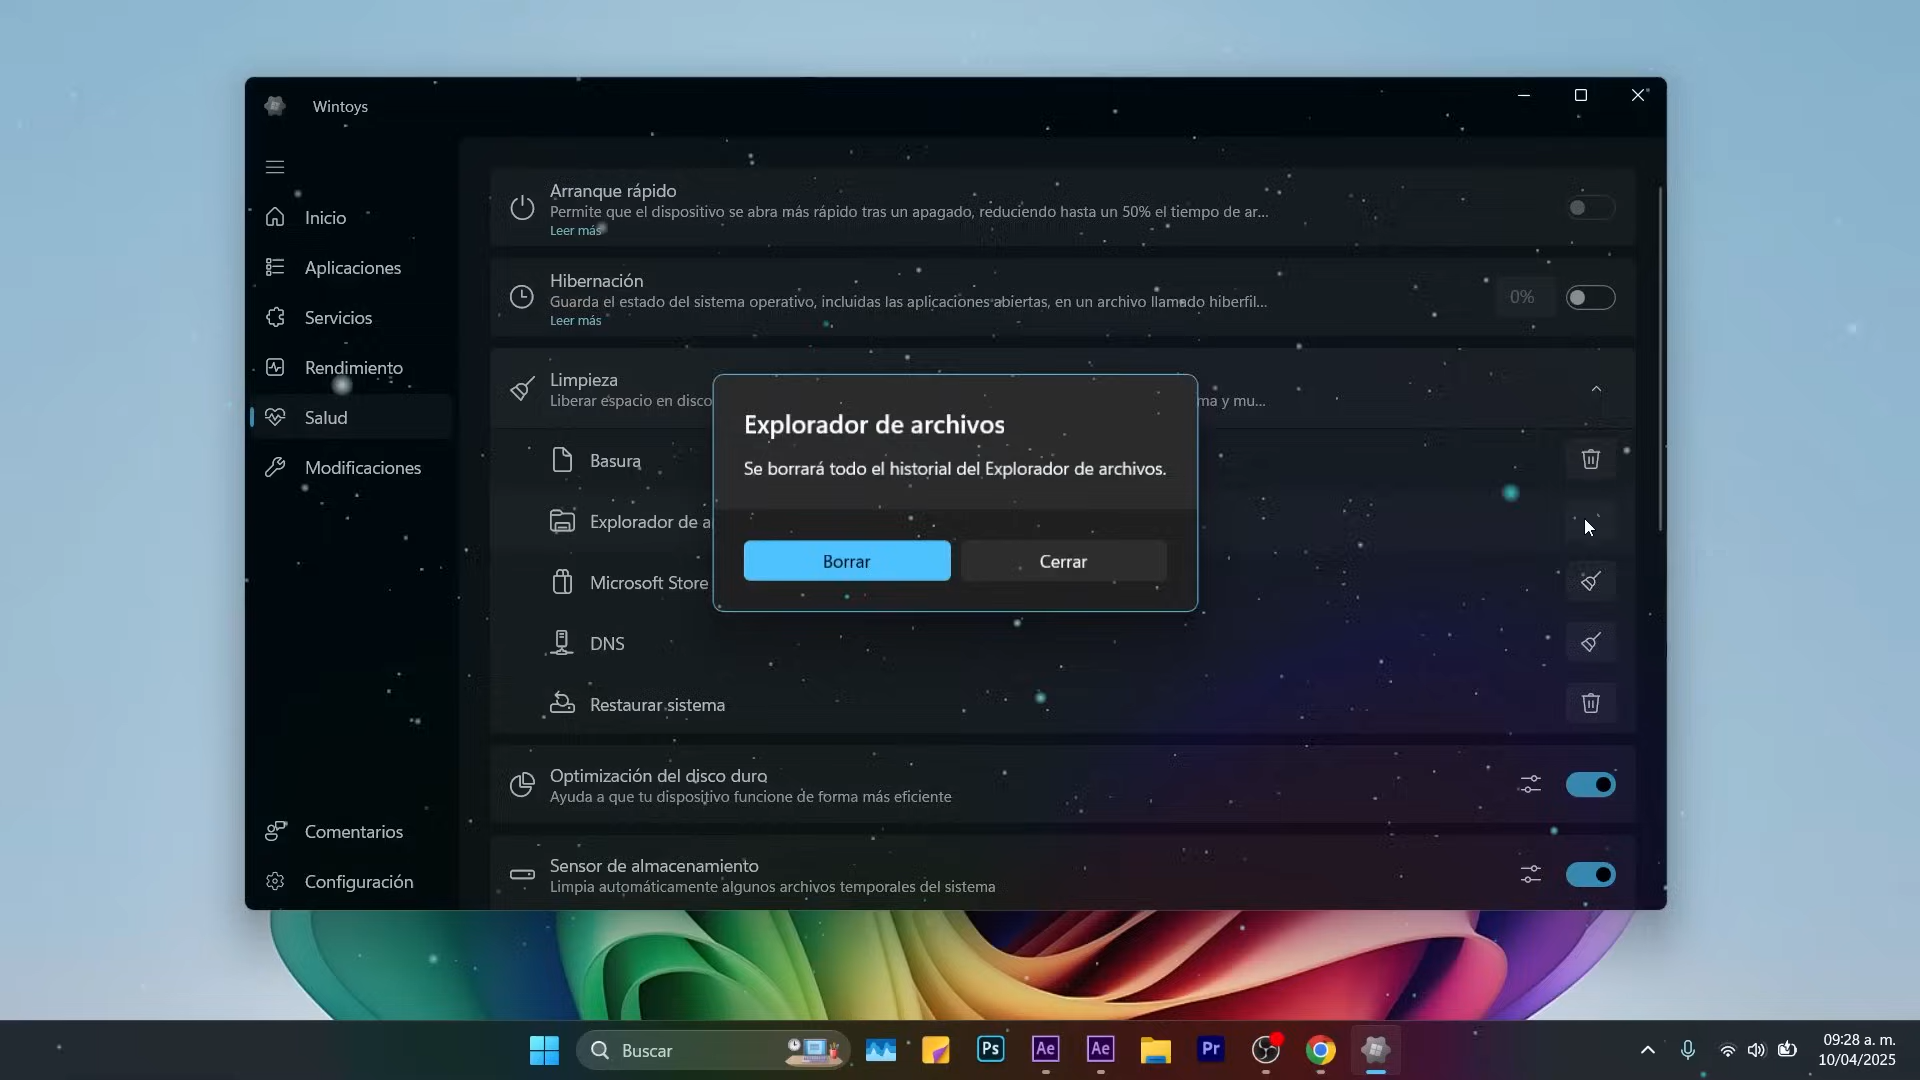 Wintoys
Inicio
Aplicaciones
Servicios
Rendimiento
Salud
Modificaciones
Comentarios
Configuración
Arranque rápido
Permite que el dispositivo se abra más rápido tras un apagado, reduciendo hasta un 50% el tiempo de ar...
Leer más
Hibernación
Guarda el estado del sistema operativo, incluidas las aplicaciones abiertas, en un archivo llamado hiberfil...
Leer más
0%
Limpieza
Liberar espacio en disco
ma y mu...
Basura
Explorador de a
Microsoft Store
DNS
Restaurar sistema
Explorador de archivos
Se borrará todo el historial del Explorador de archivos.
Borrar
Cerrar
Optimización del disco duro
Ayuda a que tu dispositivo funcione de forma más eficiente
Sensor de almacenamiento
Limpia automáticamente algunos archivos temporales del sistema
Buscar
Ps
Ae
Ae
Pr
09:28 a. m.
10/04/2025